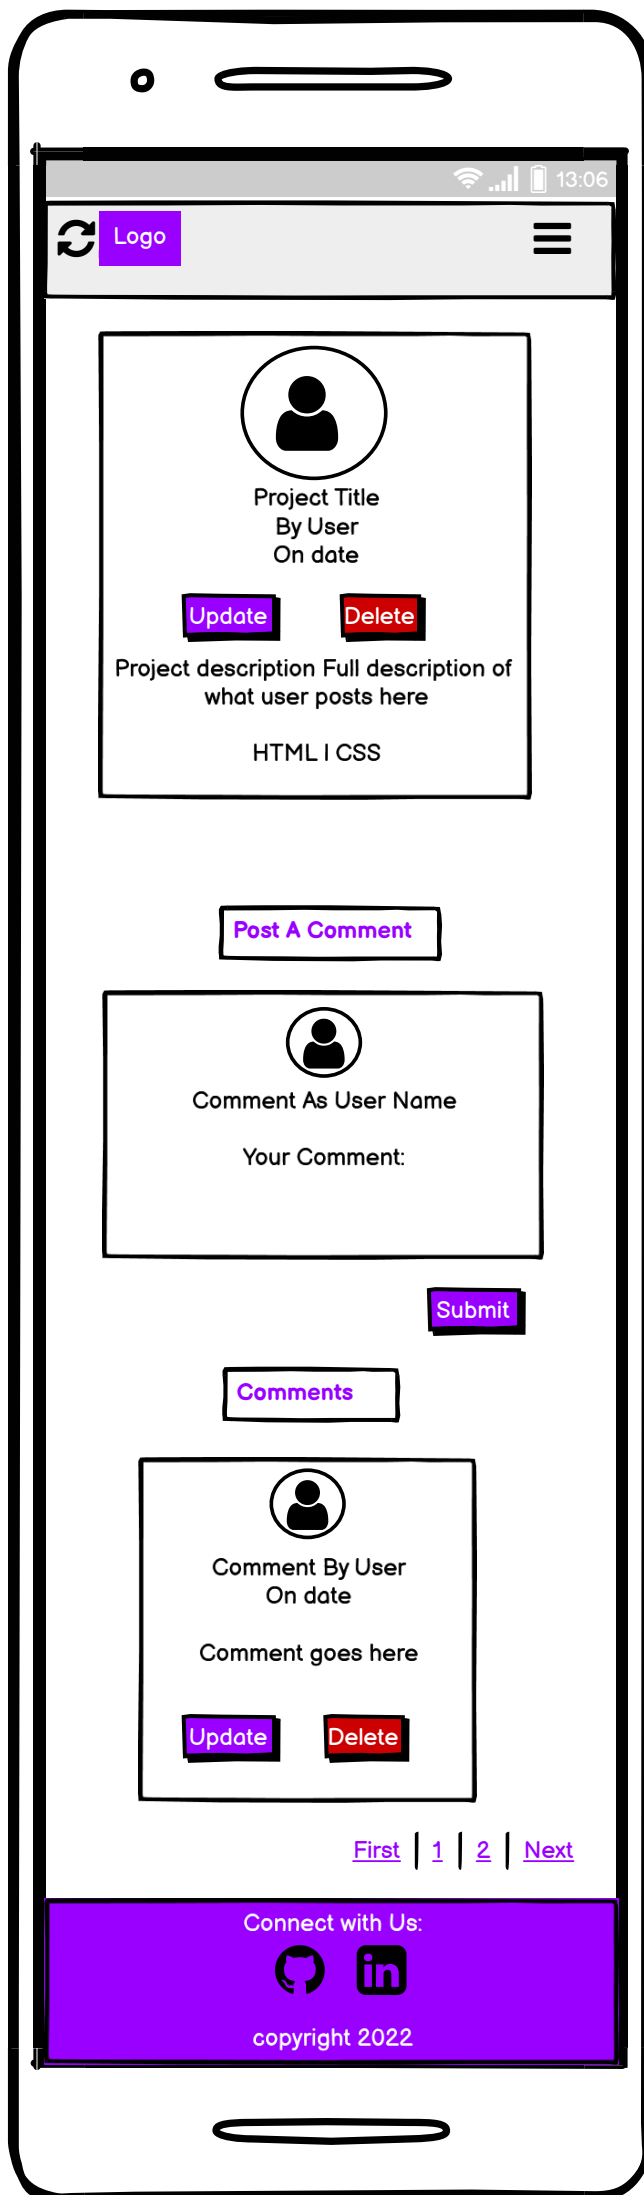 13:06
Logo
Project Title
By User
On date
Update Delete
Project description Full description of
what user posts here
HTML | CSS
Post A Comment
Comment As User Name
Your Comment:
Submit
Comments
Comment By User
On date
Comment goes here
Update Delete
First | 1 | 2 | Next
Connect with Us:
in
copyright 2022